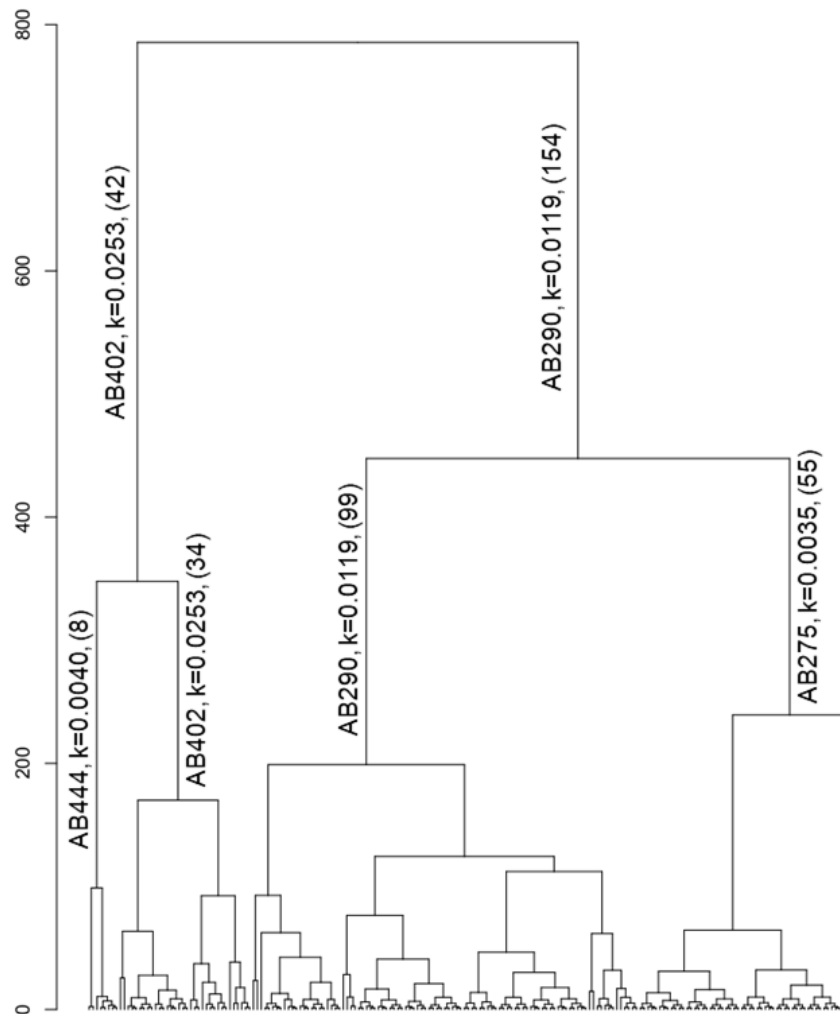 800
600
400
200
0
AB402, k=0.0253, (42)
AB290, k=0.0119, (154)
AB444, k=0.0040, (8)
AB402, k=0.0253, (34)
AB290, k=0.0119, (99)
AB275, k=0.0035, (55)